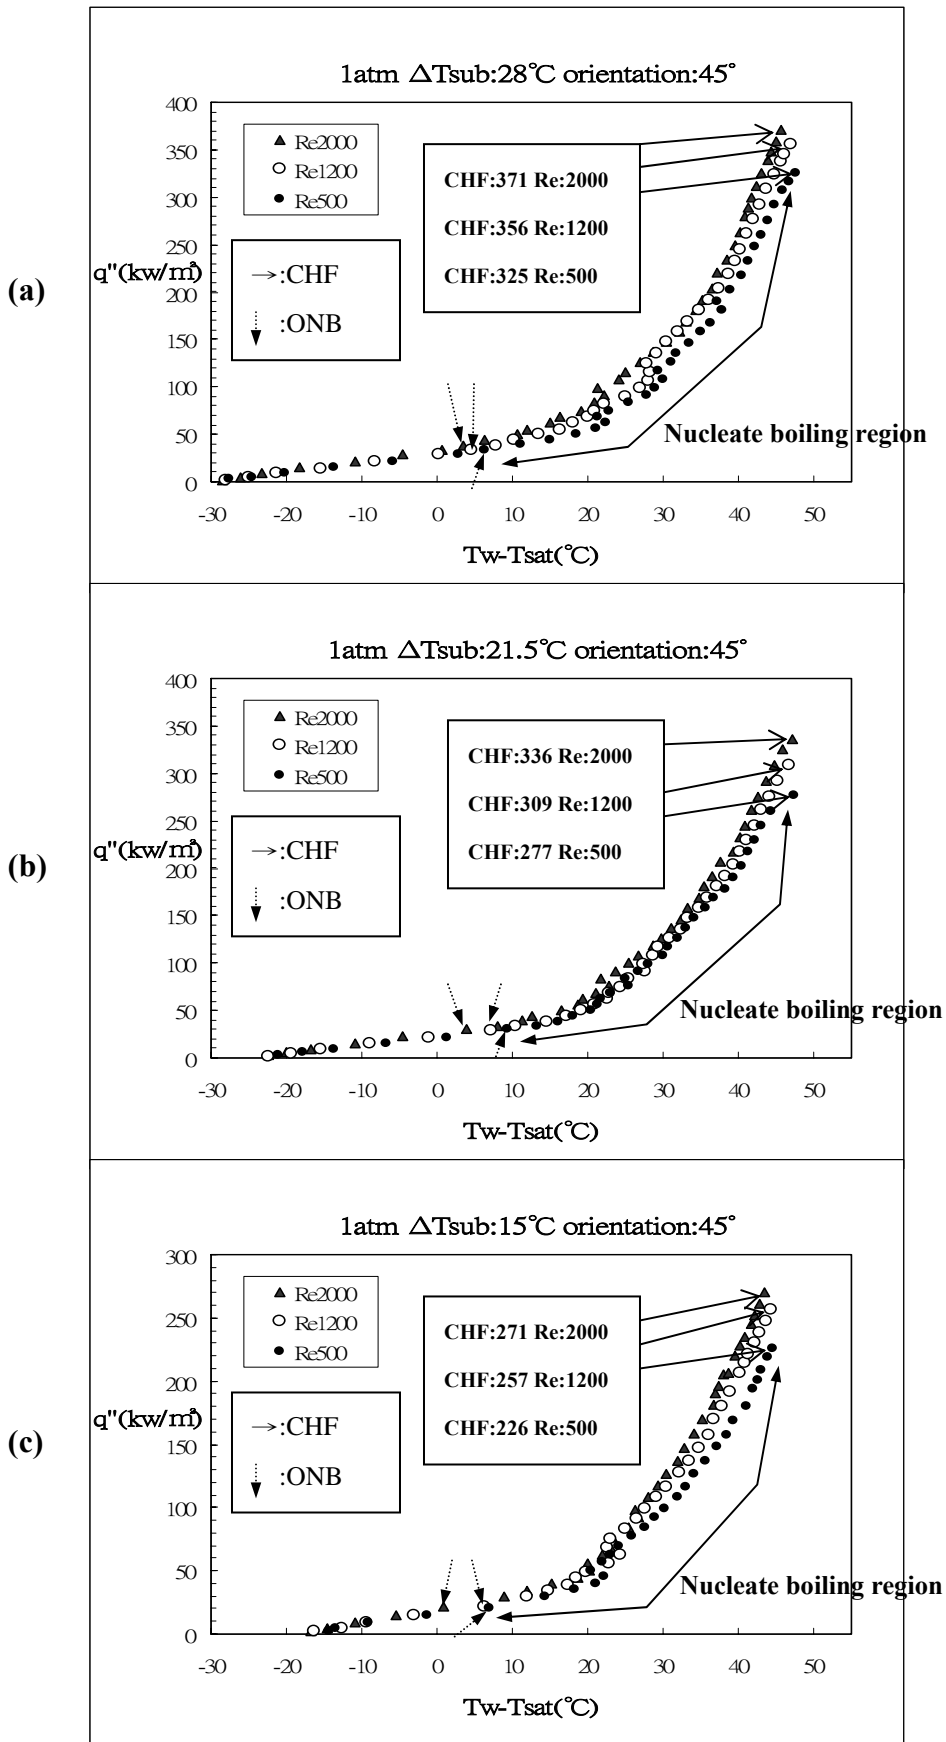 (a)
1atm △Tsub:28℃ orientation:45°
400
350
300
250
200
150
100
50
0
q"(kw/m²)
Re2000
Re1200
Re500
→:CHF
:ONB
CHF:371 Re:2000
CHF:356 Re:1200
CHF:325 Re:500
Nucleate boiling region
-30 -20 -10 0 10 20 30 40 50
Tw-Tsat(℃)
(b)
1atm △Tsub:21.5℃ orientation:45°
400
350
300
250
200
150
100
50
0
q"(kw/m²)
Re2000
Re1200
Re500
→:CHF
:ONB
CHF:336 Re:2000
CHF:309 Re:1200
CHF:277 Re:500
Nucleate boiling region
-30 -20 -10 0 10 20 30 40 50
Tw-Tsat(℃)
(c)
1atm △Tsub:15℃ orientation:45°
300
250
200
150
100
50
0
q"(kw/m²)
Re2000
Re1200
Re500
→:CHF
:ONB
CHF:271 Re:2000
CHF:257 Re:1200
CHF:226 Re:500
Nucleate boiling region
-30 -20 -10 0 10 20 30 40 50
Tw-Tsat(℃)